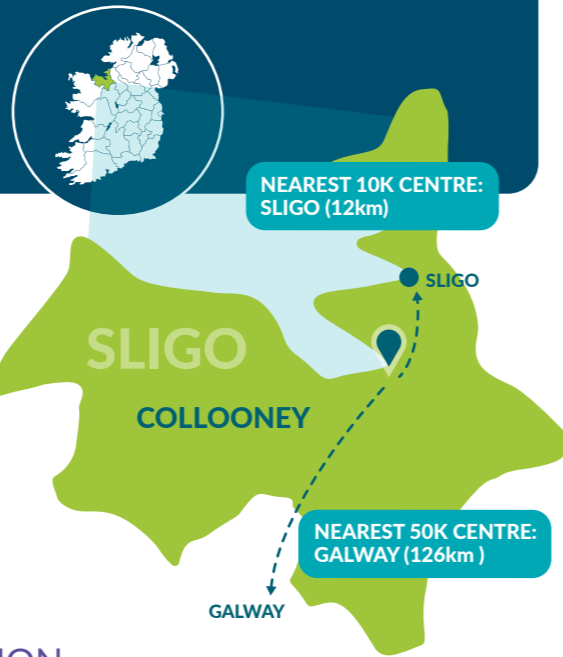 NEAREST 10K CENTRE:
SLIGO (12km)
SLIGO
SLIGO
COLLOONEY
NEAREST 50K CENTRE:
GALWAY (126km )
GALWAY